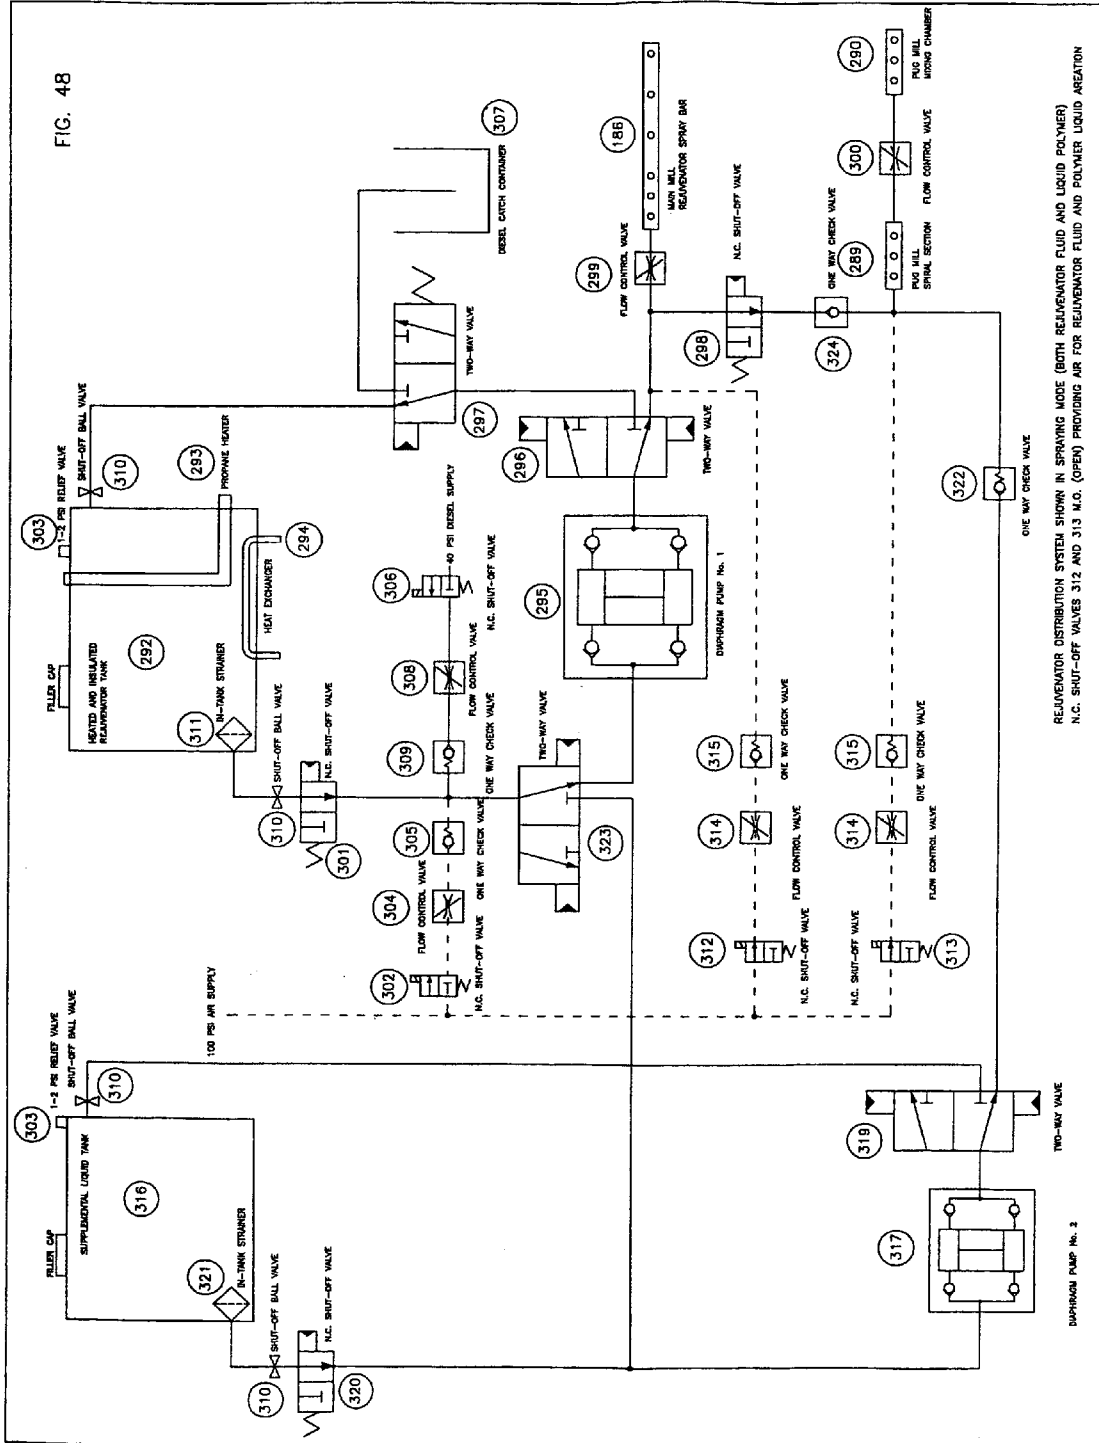 FIG. 48
303
1-2 PSI RELIEF VALVE
SHUT-OFF BALL VALVE
310
FILLER CAP
SUPPLEMENTAL LIQUID TANK
316
321
IN-TANK STRAINER
SHUT-OFF BALL VALVE
310
N.C. SHUT-OFF VALVE
320
303
1-2 PSI RELIEF VALVE
SHUT-OFF BALL VALVE
310
FILLER CAP
HEATED AND INSULATED
REJUVENATOR TANK
292
293
PROPANE HEATER
294
HEAT EXCHANGER
311
IN-TANK STRAINER
SHUT-OFF BALL VALVE
310
N.C. SHUT-OFF VALVE
301
307
DIESEL CATCH CONTAINER
TWO-WAY VALVE
297
100 PSI AIR SUPPLY
302
N.C. SHUT-OFF VALVE
304
FLOW CONTROL VALVE
305
ONE WAY CHECK VALVE
309
ONE WAY CHECK VALVE
308
FLOW CONTROL VALVE
306
40 PSI DIESEL SUPPLY
N.C. SHUT-OFF VALVE
TWO-WAY VALVE
323
295
DIAPHRAGM PUMP No. 1
296
TWO-WAY VALVE
299
FLOW CONTROL VALVE
186
MAIN MILL
REJUVENATOR SPRAY BAR
298
N.C. SHUT-OFF VALVE
324
ONE WAY CHECK VALVE
289
PUG MILL
SPIRAL SECTION
300
FLOW CONTROL VALVE
290
PUG MILL
MIXING CHAMBER
312
N.C. SHUT-OFF VALVE
314
FLOW CONTROL VALVE
315
ONE WAY CHECK VALVE
313
N.C. SHUT-OFF VALVE
314
FLOW CONTROL VALVE
315
ONE WAY CHECK VALVE
322
ONE WAY CHECK VALVE
319
TWO-WAY VALVE
317
DIAPHRAGM PUMP No. 2
REJUVENATOR DISTRIBUTION SYSTEM SHOWN IN SPRAYING MODE (BOTH REJUVENATOR FLUID AND LIQUID POLYMER)
N.C. SHUT-OFF VALVES 312 AND 313 M.O. (OPEN) PROVIDING AIR FOR REJUVENATOR FLUID AND POLYMER LIQUID AREATION